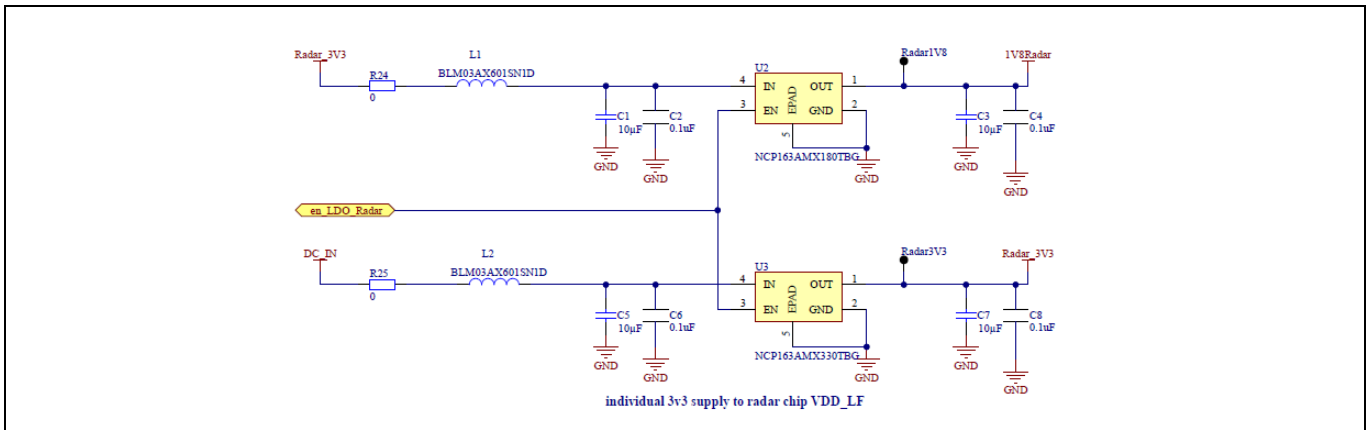 Radar_3V3
R24
0
L1
BLM03AX601SN1D
C1
10µF
GND
C2
0.1uF
GND
U2
4 IN OUT 1
3 EN GND 2
EPAD
5
NCP163AMX180TBG
GND
Radar1V8
1V8Radar
C3
10µF
GND
C4
0.1uF
GND
en_LDO_Radar
DC_IN
R25
0
L2
BLM03AX601SN1D
C5
10µF
GND
C6
0.1uF
GND
U3
4 IN OUT 1
3 EN GND 2
EPAD
5
NCP163AMX330TBG
GND
Radar3V3
Radar_3V3
C7
10µF
GND
C8
0.1uF
GND
individual 3v3 supply to radar chip VDD_LF